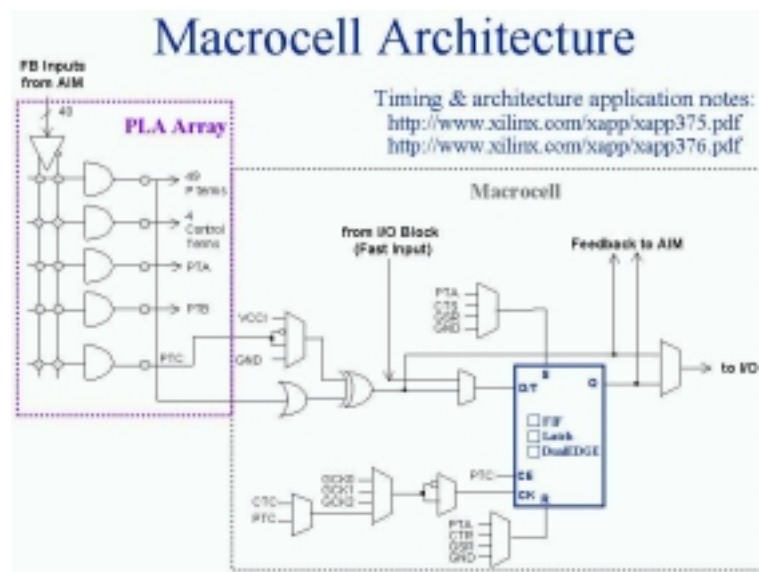 Macrocell Architecture
FB Inputs
from AIM
Timing & architecture application notes:
http://www.xilinx.com/xapp/xapp375.pdf
http://www.xilinx.com/xapp/xapp376.pdf
40
PLA Array
49
P terms
4
Control
Terms
PTA
PTB
PTC
Macrocell
from I/O Block
(Fast Input)
Feedback to AIM
PTA
CTS
GSR
GND
VCC
GND
S
D/T
Q
to I/O
F/F
Latch
DualEDGE
PTC
CE
CK
R
GCK0
GCK1
GCK2
CTC
PTC
PTA
CTR
GSR
GND